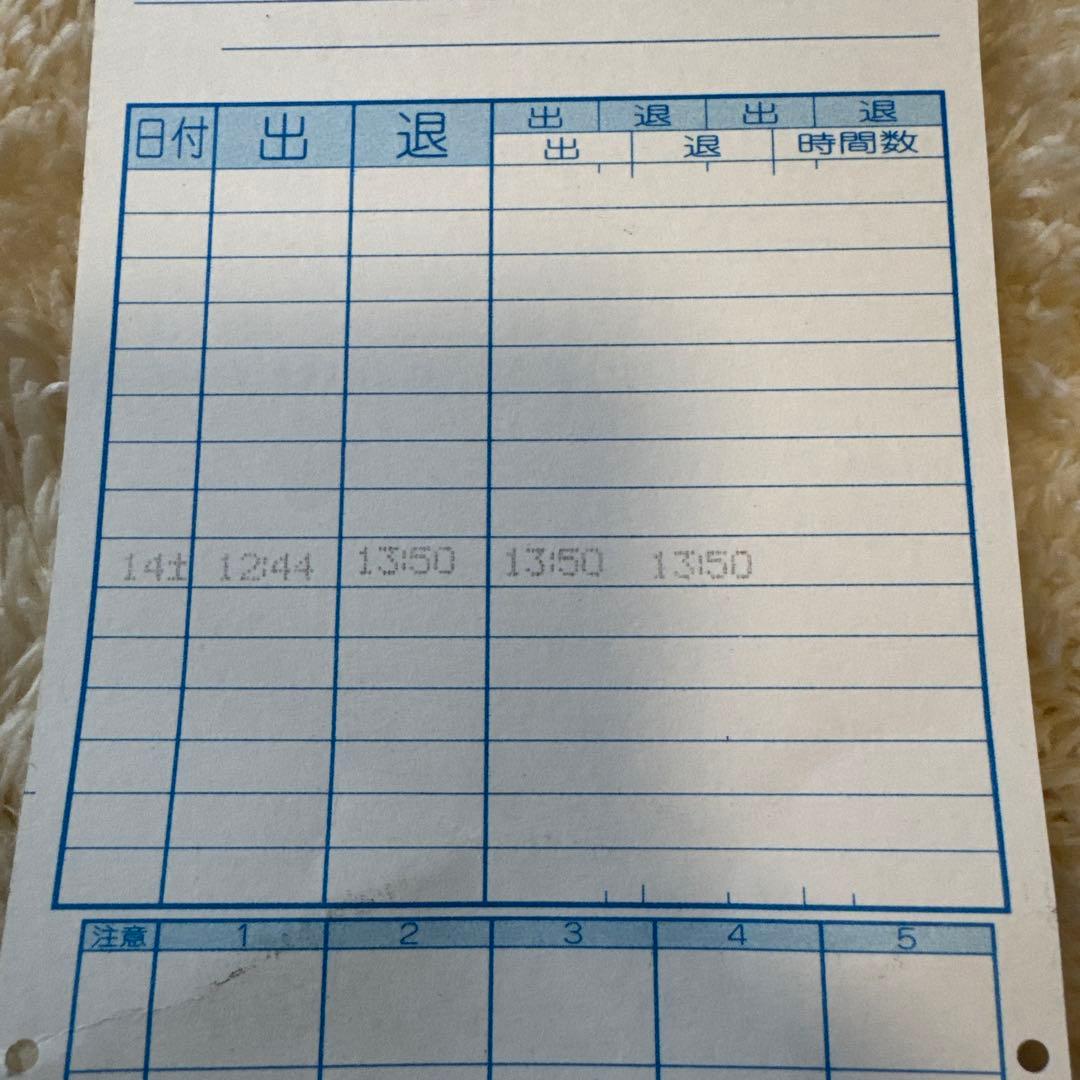 日付 出 退 出 退 出 退
出 退 時間数
14土 12:44 13:50 13:50 13:50
注意 1 2 3 4 5